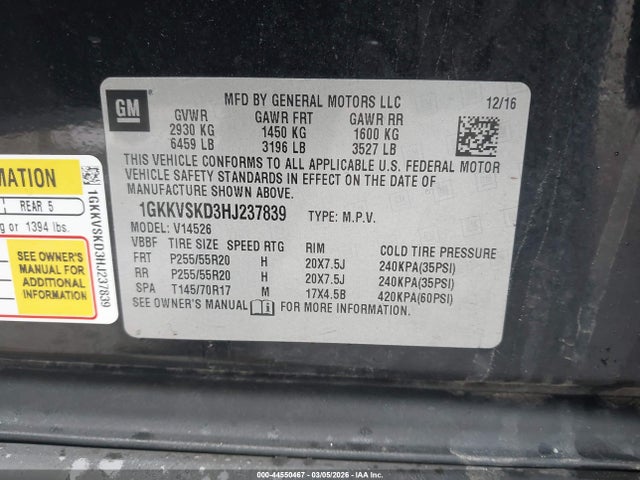 GM
MFD BY GENERAL MOTORS LLC 12/16
GVWR GAWR FRT GAWR RR
2930 KG 1450 KG 1600 KG
6459 LB 3196 LB 3527 LB
THIS VEHICLE CONFORMS TO ALL APPLICABLE U.S. FEDERAL MOTOR
VEHICLE SAFETY STANDARDS IN EFFECT ON THE DATE OF
MANUFACTURE SHOWN ABOVE.
1GKKVSKD3HJ237839 TYPE: M.P.V.
MODEL: V14526
VBBF TIRE SIZE SPEED RTG RIM COLD TIRE PRESSURE
FRT P255/55R20 H 20X7.5J 240KPA(35PSI)
RR P255/55R20 H 20X7.5J 240KPA(35PSI)
SPA T145/70R17 M 17X4.5B 420KPA(60PSI)
SEE OWNER'S MANUAL FOR MORE INFORMATION.
MATION
REAR 5
or 1394 lbs.
SEE OWNER'S
MANUAL FOR
ADDITIONAL
INFORMATION
1GKKVSKD3HJ237839
000-44550467 - 03/05/2026 - IAAI.COM